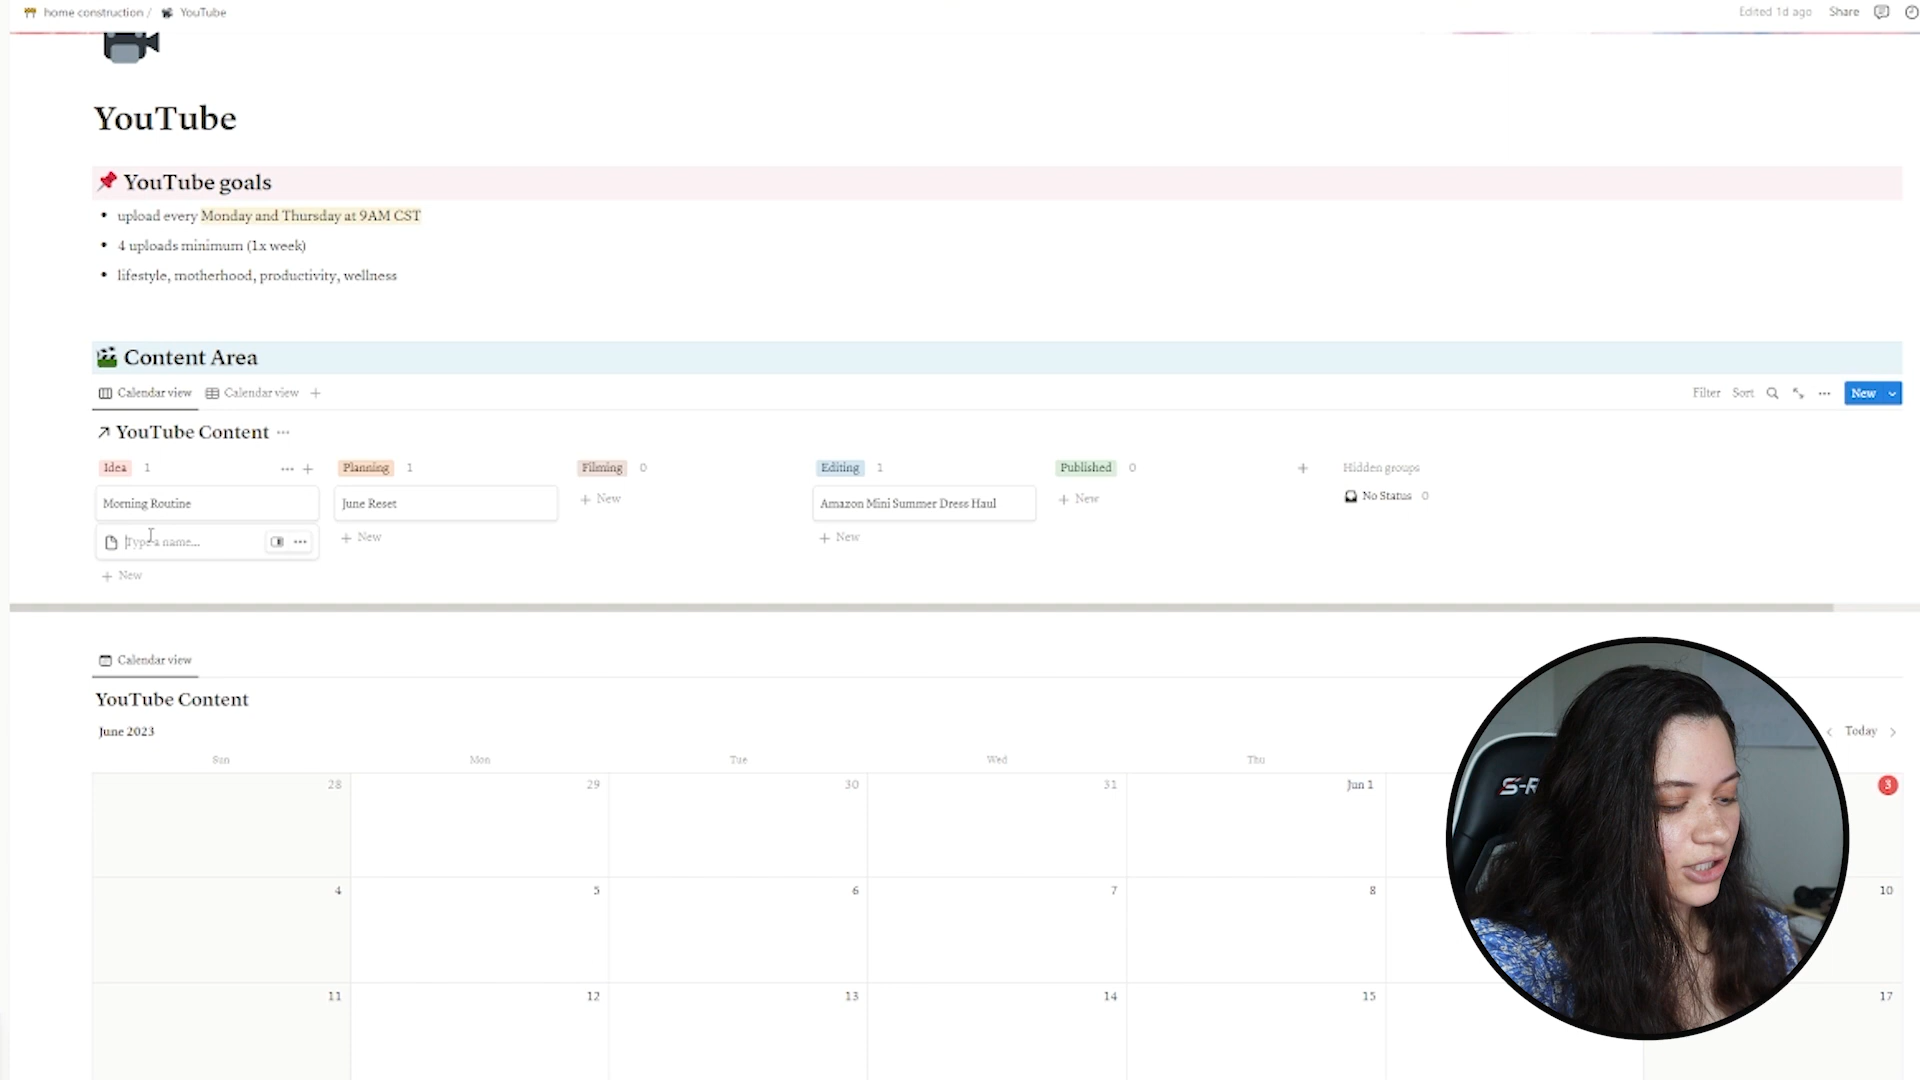 home construction / YouTube
Edited 1d ago Share
YouTube
YouTube goals
• upload every Monday and Thursday at 9AM CST
• 4 uploads minimum (1x week)
• lifestyle, motherhood, productivity, wellness
Content Area
Calendar view Calendar view +
Filter Sort ... New
YouTube Content ...
Idea 1 ... + Planning 1 Filming 0 Editing 1 Published 0 + Hidden groups
Morning Routine June Reset + New Amazon Mini Summer Dress Haul + New No Status 0
Type a name... + New + New
+ New
Calendar view
YouTube Content
June 2023 < Today >
Sun Mon Tue Wed Thu
28 29 30 31 Jun 1 3
4 5 6 7 8 10
11 12 13 14 15 17